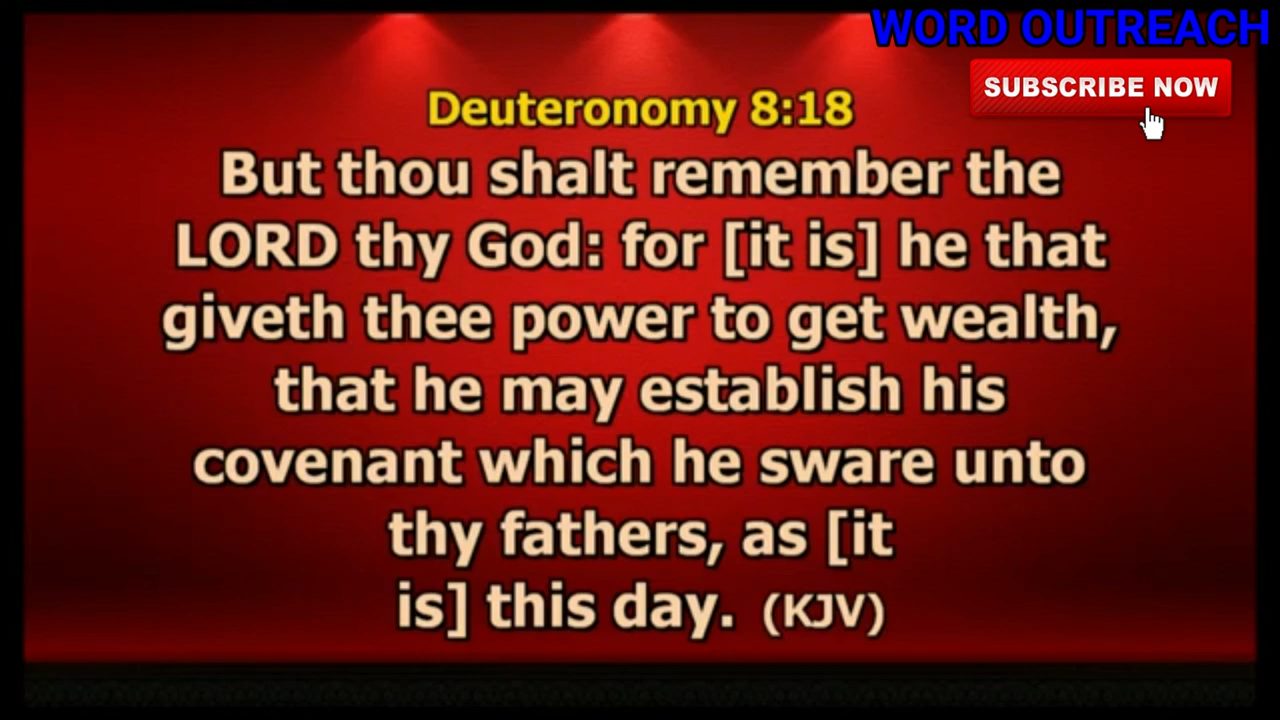 WORD OUTREACH
SUBSCRIBE NOW
Deuteronomy 8:18
But thou shalt remember the
LORD thy God: for [it is] he that
giveth thee power to get wealth,
that he may establish his
covenant which he sware unto
thy fathers, as [it
is] this day. (KJV)